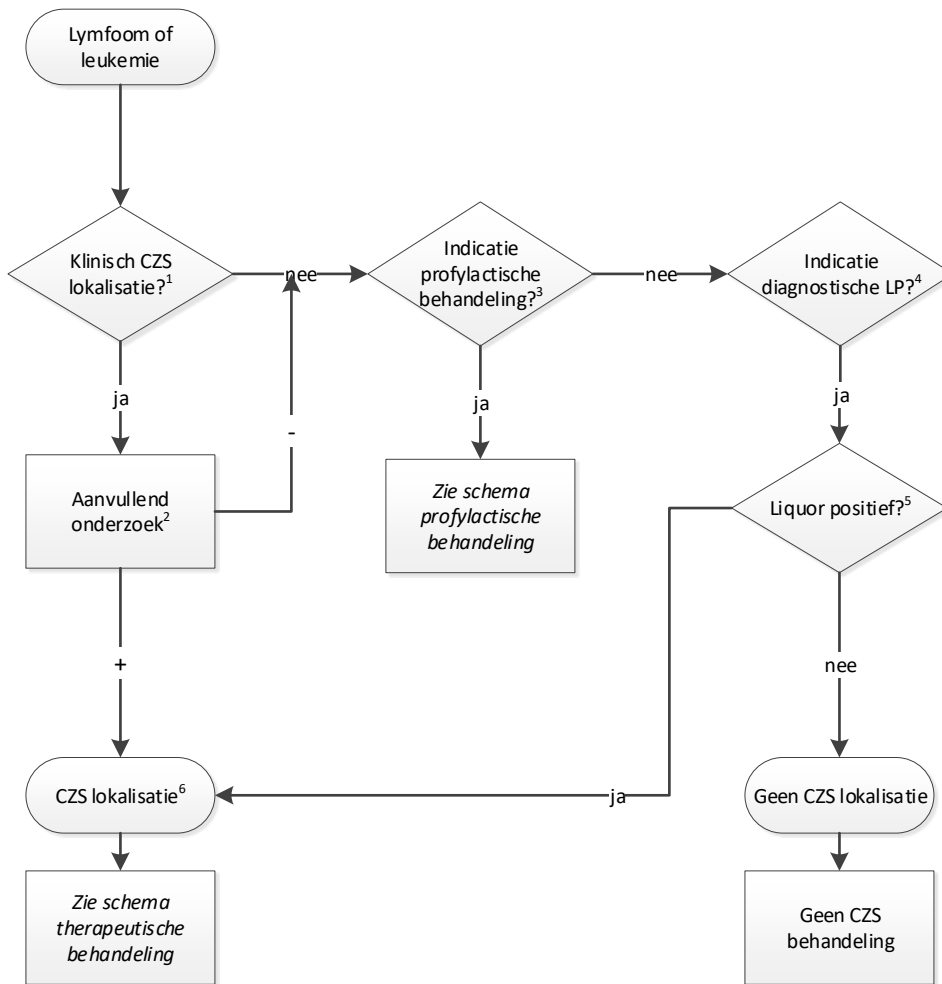 Lymfoom of
leukemie
Klinisch CZS
lokalisatie?¹
nee
Indicatie
profylactische
behandeling?³
nee
Indicatie
diagnostische LP?⁴
ja
ja
ja
-
Aanvullend
onderzoek²
Zie schema
profylactische
behandeling
Liquor positief?⁵
+
nee
CZS lokalisatie⁶
ja
Geen CZS lokalisatie
Zie schema
therapeutische
behandeling
Geen CZS
behandeling